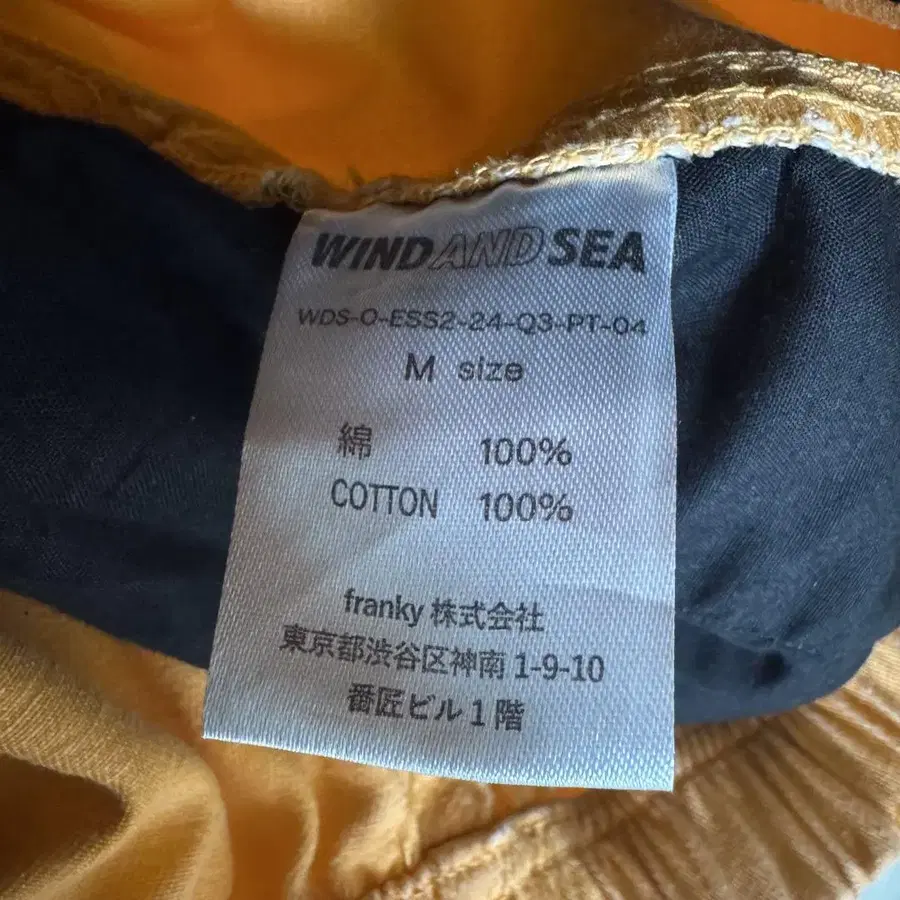 WIND AND SEA
WDS-O-ESS2-24-Q3-PT-04
M size
綿 100%
COTTON 100%
franky 株式会社
東京都渋谷区神南 1-9-10
番匠ビル 1 階